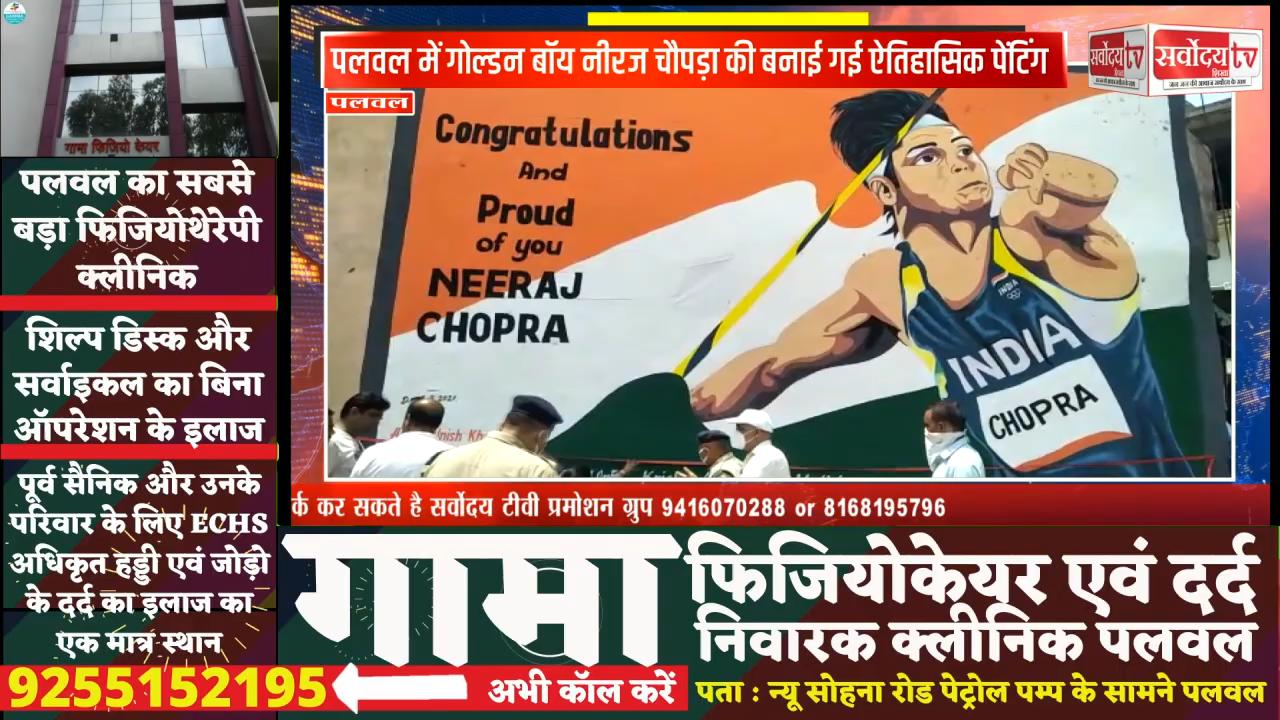 गामा फिजियो केयर
पलवल का सबसे
बड़ा फिजियोथेरेपी
क्लीनिक
शिल्प डिस्क और
सर्वाइकल का बिना
ऑपरेशन के इलाज
पूर्व सैनिक और उनके
परिवार के लिए ECHS
अधिकृत हड्डी एवं जोड़ो
के दर्द का इलाज का
एक मात्र स्थान
9255152195
अभी कॉल करें
पलवल में गोल्डन बॉय नीरज चौपड़ा की बनाई गई ऐतिहासिक पेंटिंग
पलवल
सर्वोदय tv
सर्वोदय tv
Congratulations
And
Proud
of you
NEERAJ
CHOPRA
INDIA
INDIA
CHOPRA
र्क कर सकते है सर्वोदय टीवी प्रमोशन ग्रुप 9416070288 or 8168195796
गामा
फिजियोकेयर एवं दर्द
निवारक क्लीनिक पलवल
पता : न्यू सोहना रोड पेट्रोल पम्प के सामने पलवल